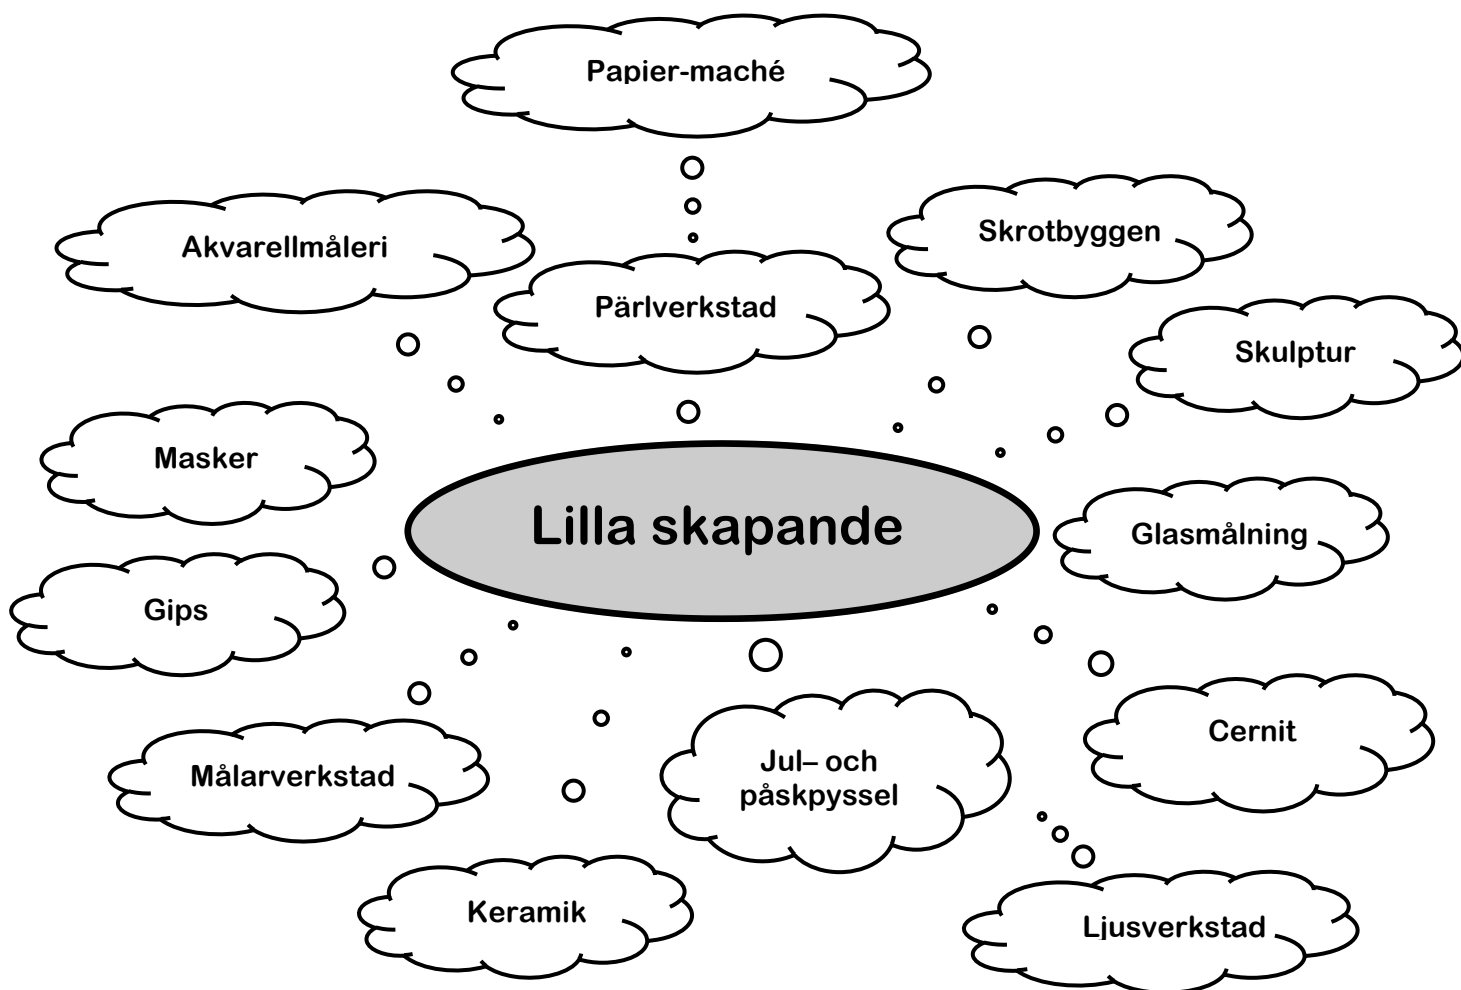 Papier-maché
Akvarellmåleri
Skrotbyggen
Pärlverkstad
Skulptur
Masker
Lilla skapande
Glasmålning
Gips
Cernit
Målarverkstad
Jul– och
påskpyssel
Keramik
Ljusverkstad